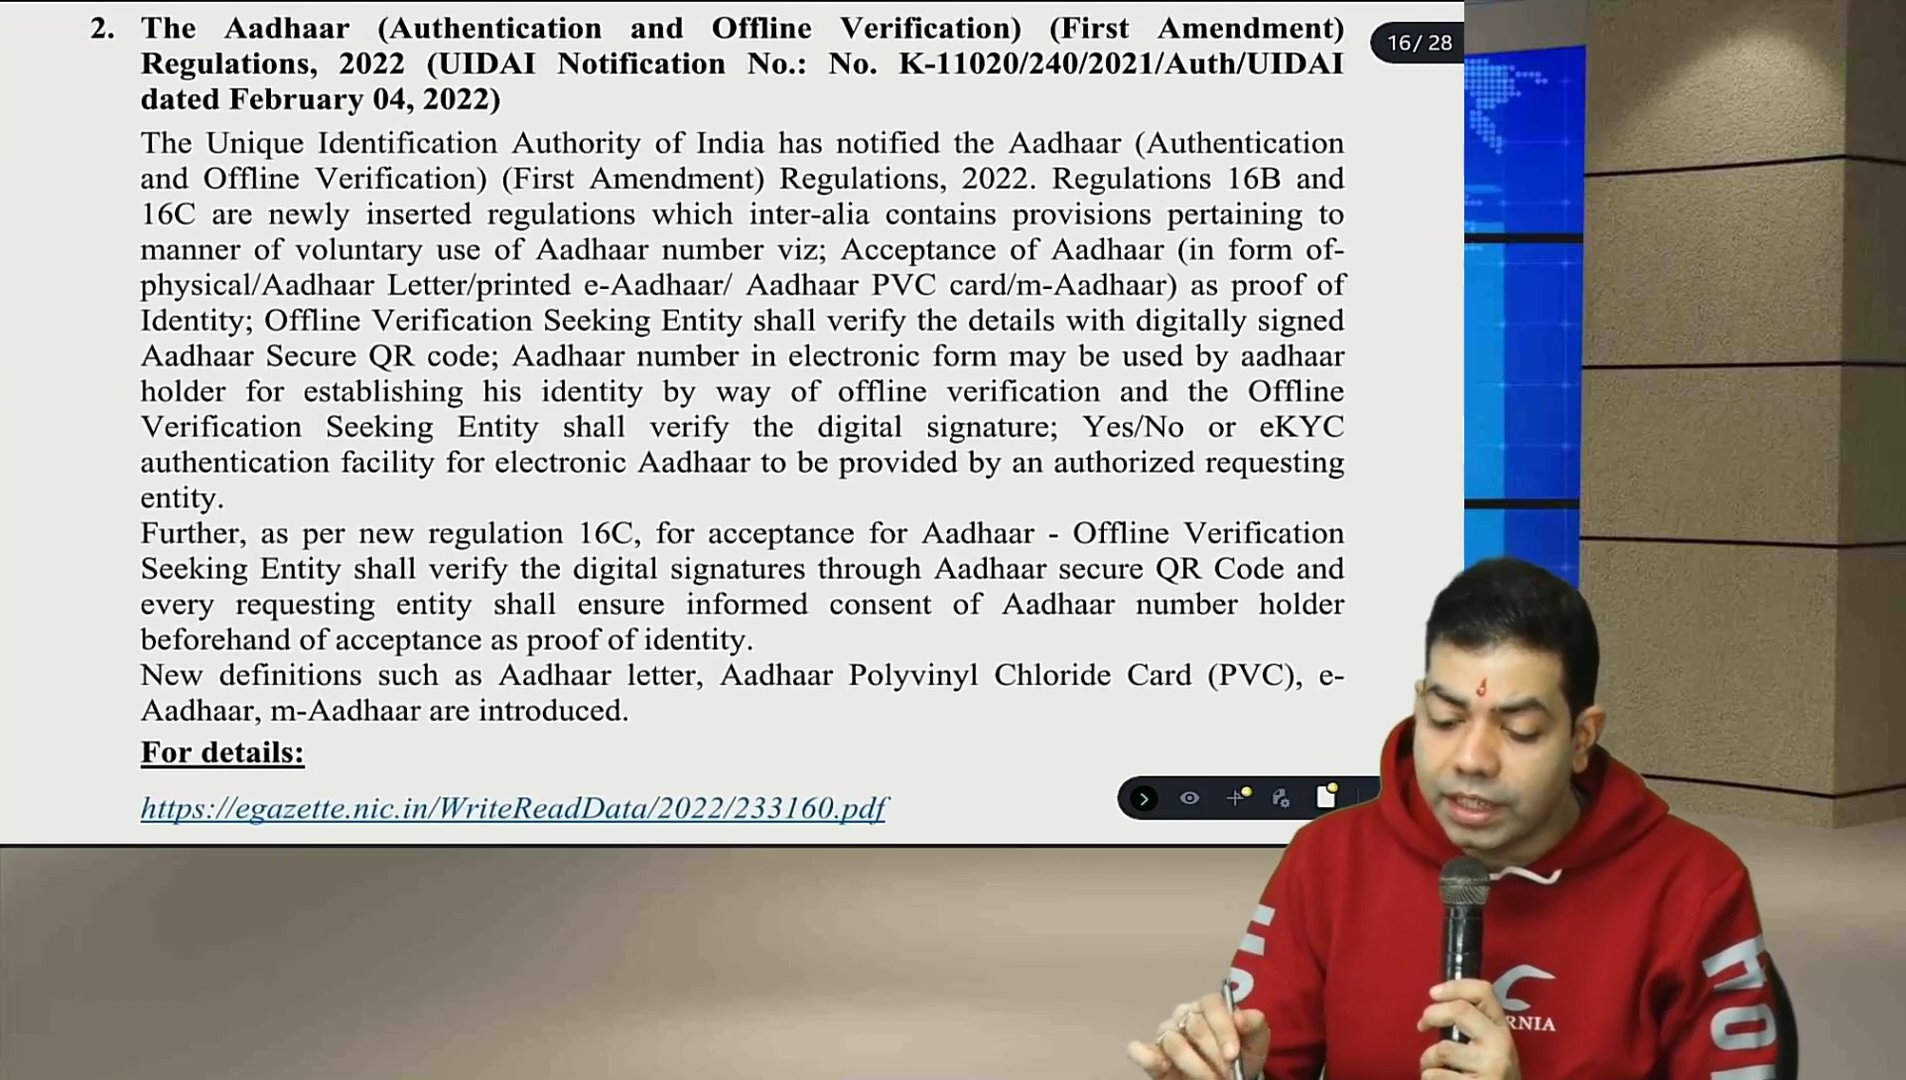 2. The Aadhaar (Authentication and Offline Verification) (First Amendment)
Regulations, 2022 (UIDAI Notification No.: No. K-11020/240/2021/Auth/UIDAI
dated February 04, 2022)
16/ 28
The Unique Identification Authority of India has notified the Aadhaar (Authentication
and Offline Verification) (First Amendment) Regulations, 2022. Regulations 16B and
16C are newly inserted regulations which inter-alia contains provisions pertaining to
manner of voluntary use of Aadhaar number viz; Acceptance of Aadhaar (in form of-
physical/Aadhaar Letter/printed e-Aadhaar/ Aadhaar PVC card/m-Aadhaar) as proof of
Identity; Offline Verification Seeking Entity shall verify the details with digitally signed
Aadhaar Secure QR code; Aadhaar number in electronic form may be used by aadhaar
holder for establishing his identity by way of offline verification and the Offline
Verification Seeking Entity shall verify the digital signature; Yes/No or eKYC
authentication facility for electronic Aadhaar to be provided by an authorized requesting
entity.
Further, as per new regulation 16C, for acceptance for Aadhaar - Offline Verification
Seeking Entity shall verify the digital signatures through Aadhaar secure QR Code and
every requesting entity shall ensure informed consent of Aadhaar number holder
beforehand of acceptance as proof of identity.
New definitions such as Aadhaar letter, Aadhaar Polyvinyl Chloride Card (PVC), e-
Aadhaar, m-Aadhaar are introduced.
For details:
https://egazette.nic.in/WriteReadData/2022/233160.pdf